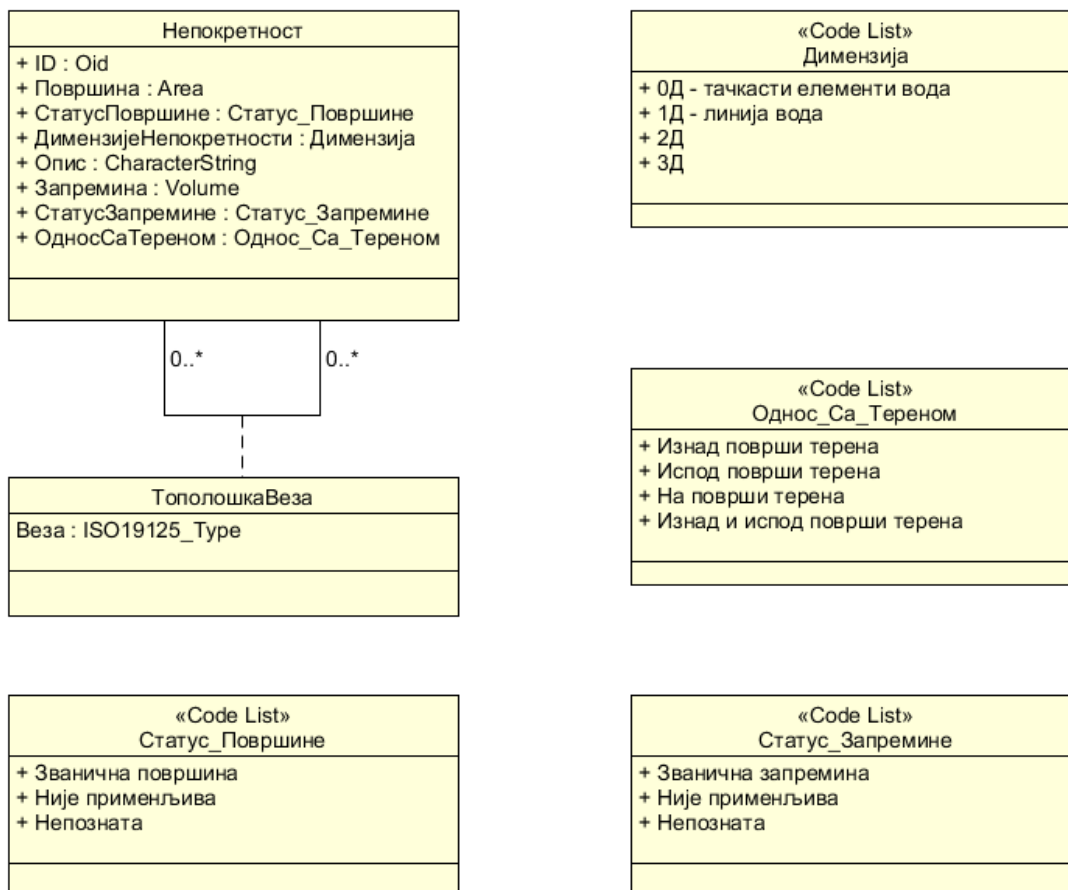 Непокретност
+ ID : Oid
+ Површина : Area
+ СтатусПовршине : Статус_Површине
+ ДимензијеНепокретности : Димензија
+ Опис : CharacterString
+ Запремина : Volume
+ СтатусЗапремине : Статус_Запремине
+ ОдносСаТереном : Однос_Са_Тереном
0..*
0..*
ТополошкаВеза
Веза : ISO19125_Type
«Code List»
Димензија
+ 0Д - тачкасти елементи вода
+ 1Д - линија вода
+ 2Д
+ 3Д
«Code List»
Однос_Са_Тереном
+ Изнад површи терена
+ Испод површи терена
+ На површи терена
+ Изнад и испод површи терена
«Code List»
Статус_Површине
+ Званична површина
+ Није применљива
+ Непозната
«Code List»
Статус_Запремине
+ Званична запремина
+ Није применљива
+ Непозната